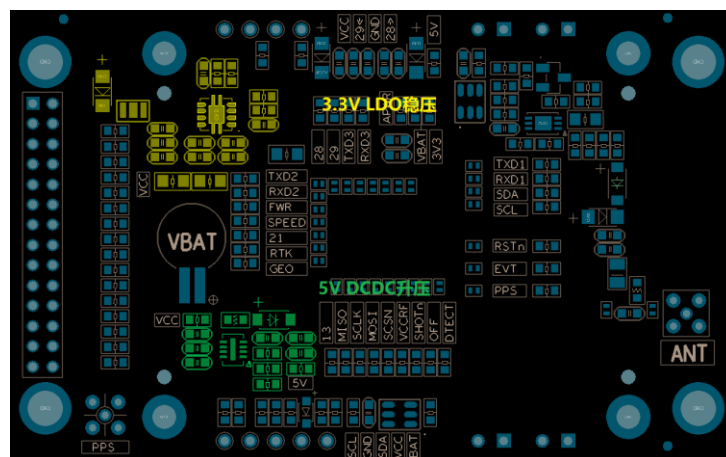 VCC
29
GND
28
5V
3.3V LDO稳压
28
29
TXD3
RXD3
VBAT
3V3
VCC
TXD2
RXD2
FWR
SPEED
21
RTK
GEO
VBAT
TXD1
RXD1
SDA
SCL
RSTn
EVT
PPS
5V DCDC升压
VCC
13
MISO
SCLK
MOSI
SCSN
VCCRF
SHOTn
OFF
DTECT
5V
ANT
PPS
SCL
GND
SDA
VCC
BAT